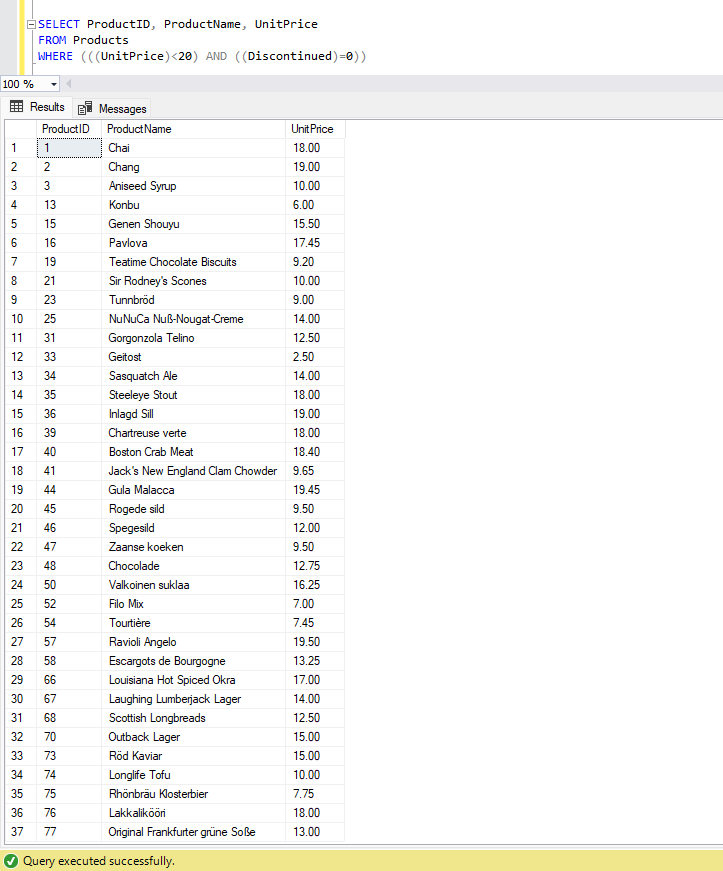 SELECT ProductID, ProductName, UnitPrice
FROM Products
WHERE (((UnitPrice)<20) AND ((Discontinued)=0))
100 %
Results Messages
ProductID ProductName UnitPrice
1 1 Chai 18.00
2 2 Chang 19.00
3 3 Aniseed Syrup 10.00
4 13 Konbu 6.00
5 15 Genen Shouyu 15.50
6 16 Pavlova 17.45
7 19 Teatime Chocolate Biscuits 9.20
8 21 Sir Rodney's Scones 10.00
9 23 Tunnbröd 9.00
10 25 NuNuCa Nuß-Nougat-Creme 14.00
11 31 Gorgonzola Telino 12.50
12 33 Geitost 2.50
13 34 Sasquatch Ale 14.00
14 35 Steeleye Stout 18.00
15 36 Inlagd Sill 19.00
16 39 Chartreuse verte 18.00
17 40 Boston Crab Meat 18.40
18 41 Jack's New England Clam Chowder 9.65
19 44 Gula Malacca 19.45
20 45 Rogede sild 9.50
21 46 Spegesild 12.00
22 47 Zaanse koeken 9.50
23 48 Chocolade 12.75
24 50 Valkoinen suklaa 16.25
25 52 Filo Mix 7.00
26 54 Tourtière 7.45
27 57 Ravioli Angelo 19.50
28 58 Escargots de Bourgogne 13.25
29 66 Louisiana Hot Spiced Okra 17.00
30 67 Laughing Lumberjack Lager 14.00
31 68 Scottish Longbreads 12.50
32 70 Outback Lager 15.00
33 73 Röd Kaviar 15.00
34 74 Longlife Tofu 10.00
35 75 Rhönbräu Klosterbier 7.75
36 76 Lakkalikööri 18.00
37 77 Original Frankfurter grüne Soße 13.00
Query executed successfully.